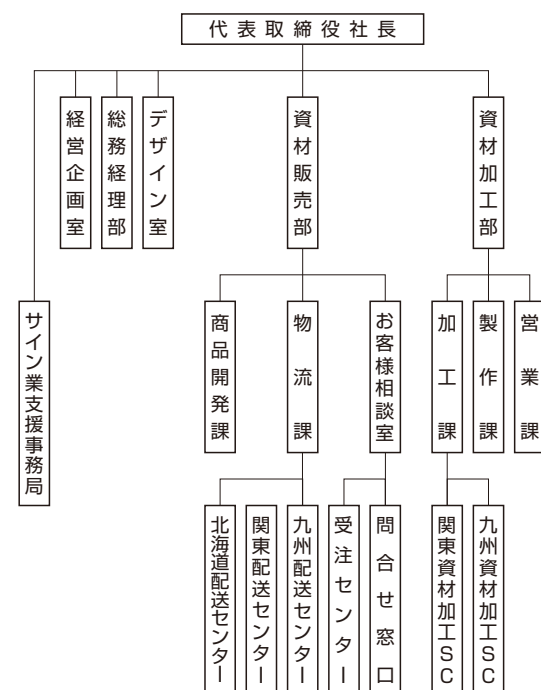 代表取締役社長
経営企画室
総務経理部
デザイン室
資材販売部
資材加工部
サイン業支援事務局
商品開発課
物流課
お客様相談室
加工課
製作課
営業課
北海道配送センター
関東配送センター
九州配送センター
受注センター
問合せ窓口
関東資材加工SC
九州資材加工SC